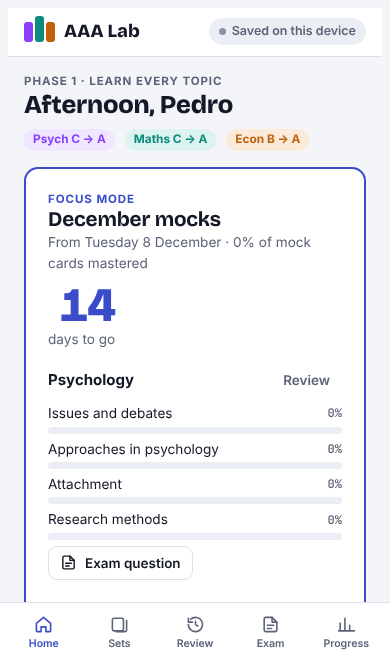 AAA Lab
Saved on this device
PHASE 1 · LEARN EVERY TOPIC
Afternoon, Pedro
Psych C → A
Maths C → A
Econ B → A
FOCUS MODE
December mocks
From Tuesday 8 December · 0% of mock
cards mastered
14
days to go
Psychology
Review
Issues and debates 0%
Approaches in psychology 0%
Attachment 0%
Research methods 0%
Exam question
Home
Sets
Review
Exam
Progress